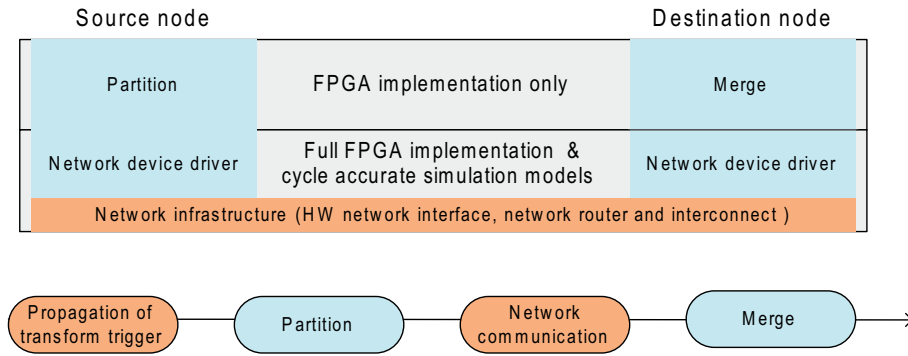 Source node
Destination node
Partition
FPGA implementation only
Merge
Network device driver
Full FPGA implementation &
cycle accurate simulation models
Network device driver
Network infrastructure (HW network interface, network router and interconnect )
Propagation of
transform trigger
Partition
Network
communication
Merge